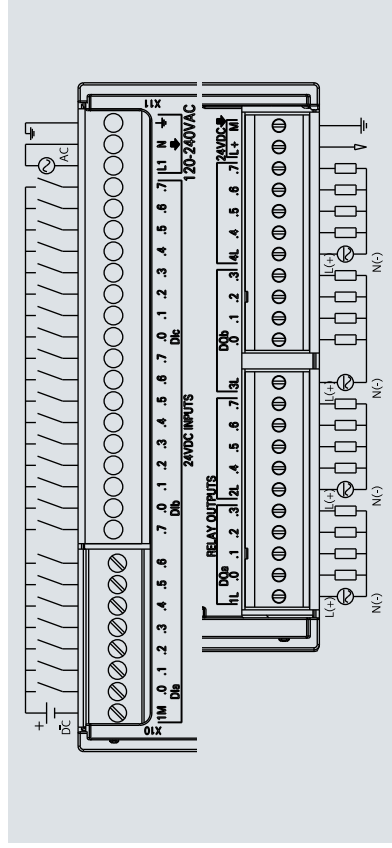 + - DC
AC
X10
X11
1M .0 .1 .2 .3 .4 .5 .6 .7 .0 .1 .2 .3 .4 .5 .6 .7 .0 .1 .2 .3 .4 .5 .6 .7 L1 N
DIa DIb DIc
24VDC INPUTS
120-240VAC
RELAY OUTPUTS
24VDC
DQa DQb
1L .0 .1 .2 .3 2L .4 .5 .6 .7 3L .0 .1 .2 .3 4L .4 .5 .6 .7 L+ M
L(+) L(+) L(+) L(+)
N(-) N(-) N(-) N(-)